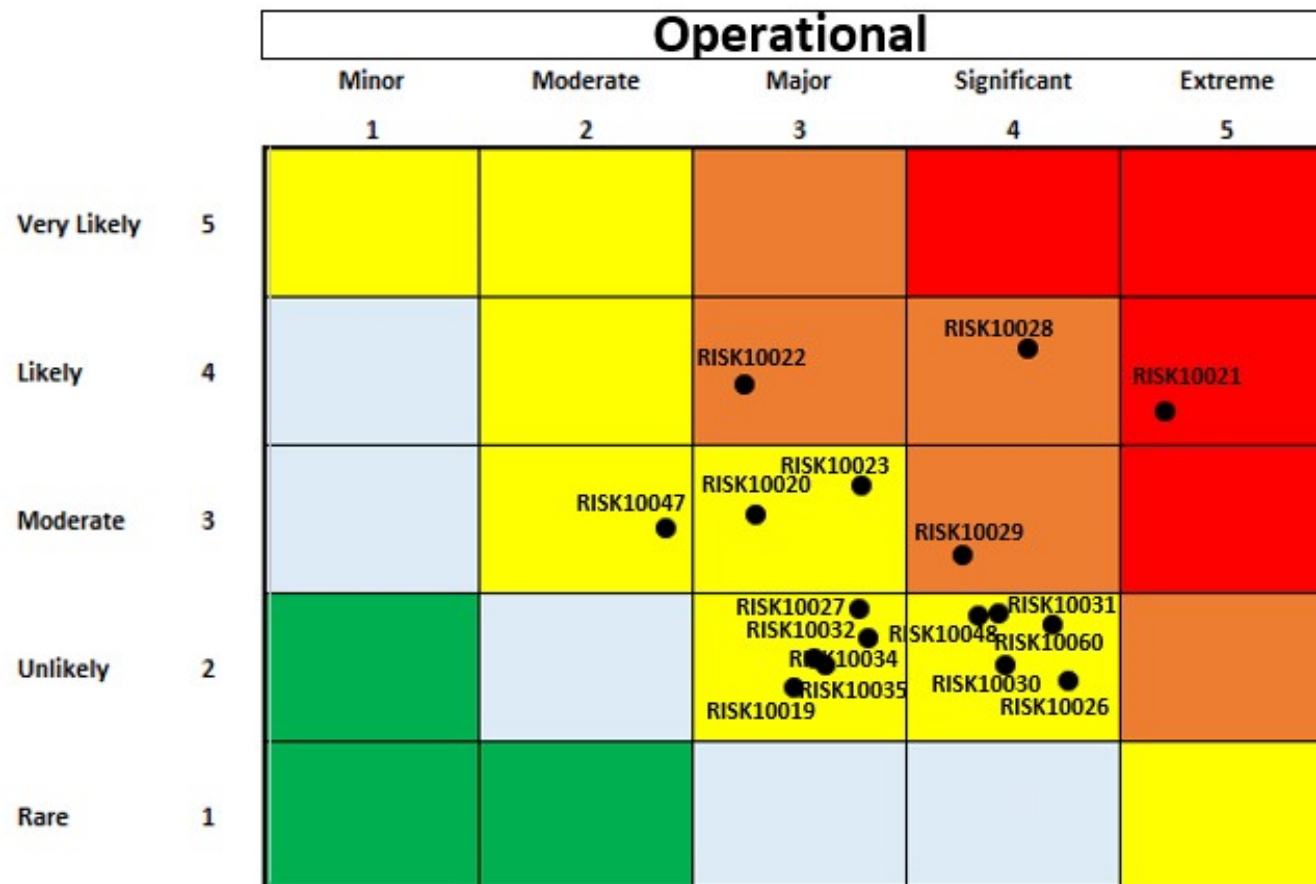 Operational
Minor Moderate Major Significant Extreme
1 2 3 4 5
Very Likely 5
RISK10028
RISK10022
RISK10021
Likely 4
RISK10023
RISK10020
RISK10047
Moderate 3
RISK10029
RISK10027 RISK10031
RISK10032 RISK10048
RISK10060
RISK10034
Unlikely 2
RISK10030
RISK10035
RISK10019 RISK10026
Rare 1